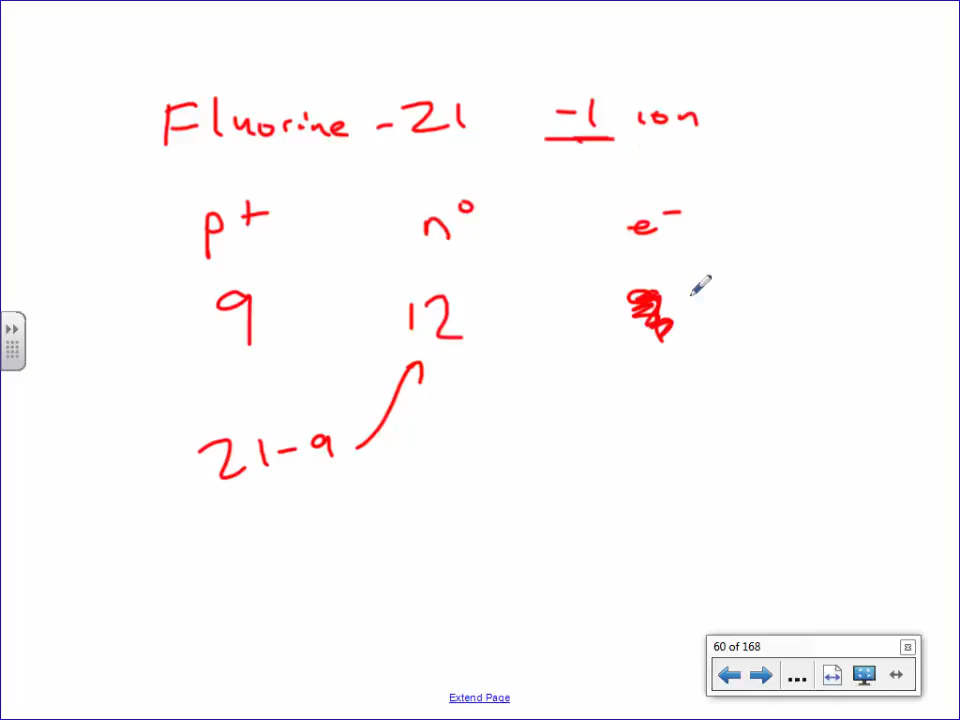 Fluorine - 21 -1 ion
p+ n° e-
9 12
21-9
60 of 168
...
Extend Page